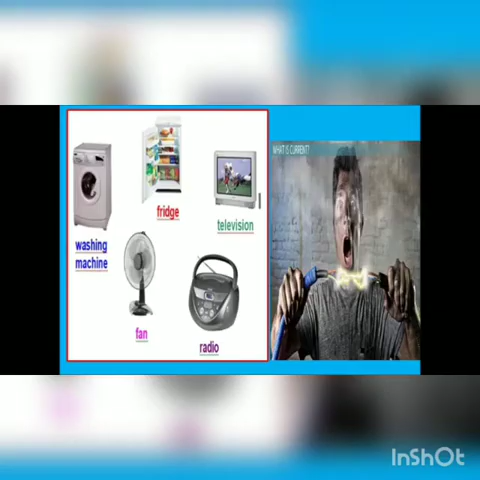 WHAT IS CURRENT?
fridge
television
washing
machine
fan
radio
InShOt